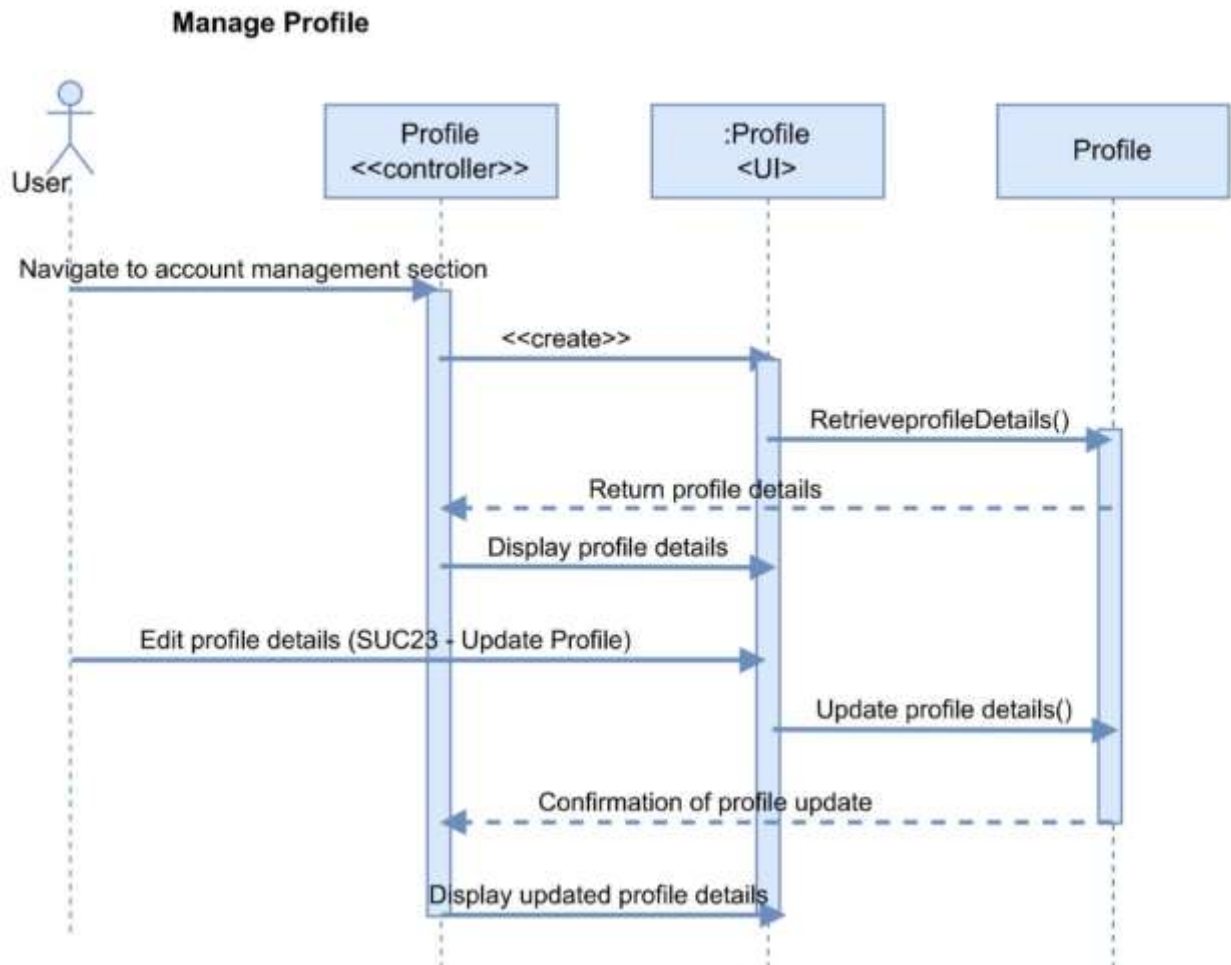 Manage Profile
User
Profile
<<controller>>
:Profile
<UI>
Profile
Navigate to account management section
<<create>>
RetrieveprofileDetails()
Return profile details
Display profile details
Edit profile details (SUC23 - Update Profile)
Update profile details()
Confirmation of profile update
Display updated profile details